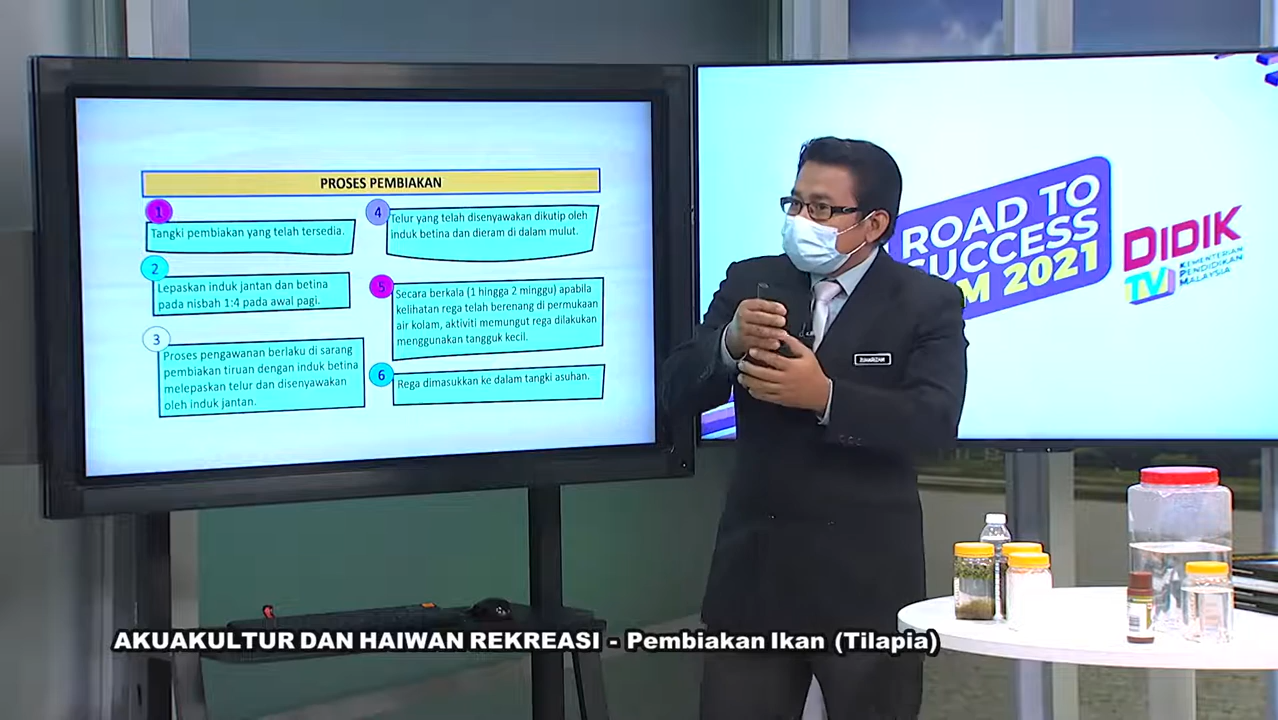 PROSES PEMBIAKAN
1
Tangki pembiakan yang telah tersedia.
2
Lepaskan induk jantan dan betina
pada nisbah 1:4 pada awal pagi.
3
Proses pengawanan berlaku di sarang
pembiakan tiruan dengan induk betina
melepaskan telur dan disenyawakan
oleh induk jantan.
4
Telur yang telah disenyawakan dikutip oleh
induk betina dan dieram di dalam mulut.
5
Secara berkala (1 hingga 2 minggu) apabila
kelihatan rega telah berenang di permukaan
air kolam, aktiviti memungut rega dilakukan
menggunakan tangguk kecil.
6
Rega dimasukkan ke dalam tangki asuhan.
ROAD TO
SUCCESS
M 2021
DIDIK
TV
KEMENTERIAN
PENDIDIKAN
MALAYSIA
AKUAKULTUR DAN HAIWAN REKREASI - Pembiakan Ikan (Tilapia)